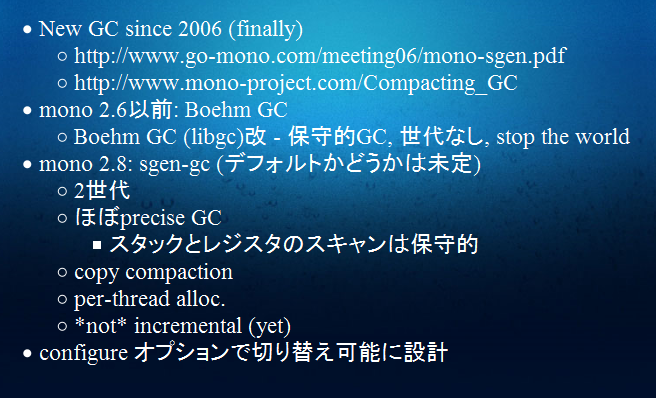 New GC since 2006 (finally)
http://www.go-mono.com/meeting06/mono-sgen.pdf
http://www.mono-project.com/Compacting_GC
mono 2.6以前: Boehm GC
Boehm GC (libgc)改 - 保守的GC, 世代なし, stop the world
mono 2.8: sgen-gc (デフォルトかどうかは未定)
2世代
ほぼprecise GC
スタックとレジスタのスキャンは保守的
copy compaction
per-thread alloc.
*not* incremental (yet)
configure オプションで切り替え可能に設計